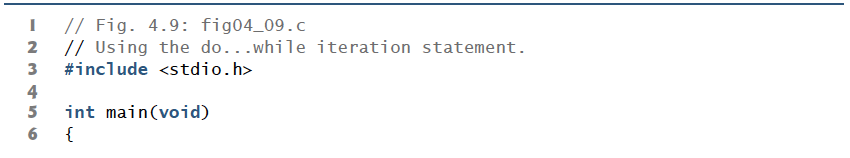 1 // Fig. 4.9: fig04_09.c
2 // Using the do...while iteration statement.
3 #include <stdio.h>
4
5 int main(void)
6 {